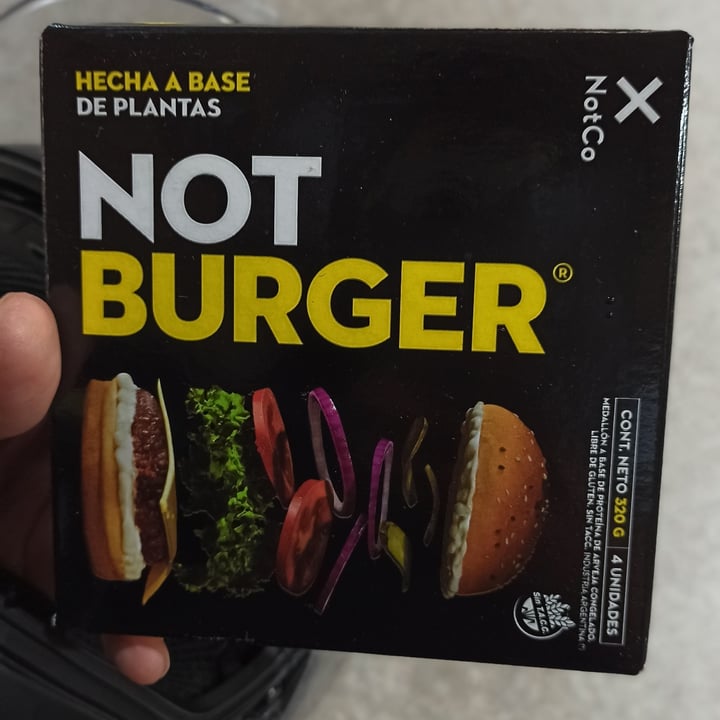 HECHA A BASE
DE PLANTAS
NOT
BURGER®
NotCo
CONT. NETO 320 G | 4 UNIDADES
MEDALLÓN A BASE DE PROTEÍNA DE ARVEJA CONGELADO,
LIBRE DE GLUTEN. SIN TACC. INDUSTRIA ARGENTINA
Sin T.A.C.C.